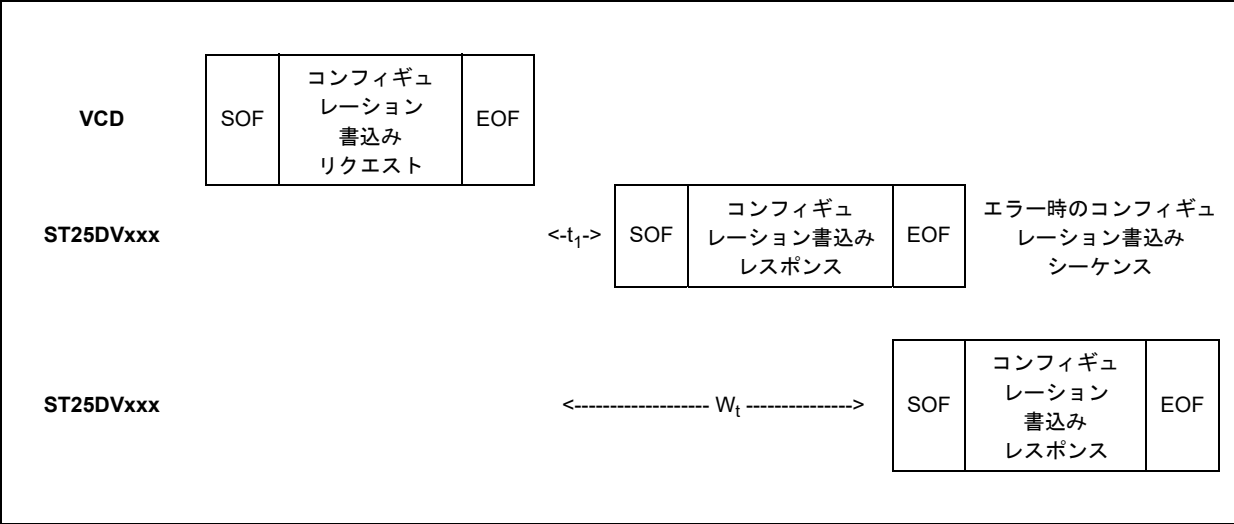 VCD
SOF
コンフィギュ
レーション
書込み
リクエスト
EOF
ST25DVxxx
<-t1->
SOF
コンフィギュ
レーション書込み
レスポンス
EOF
エラー時のコンフィギュ
レーション書込み
シーケンス
ST25DVxxx
<------------------- Wt --------------->
SOF
コンフィギュ
レーション
書込み
レスポンス
EOF